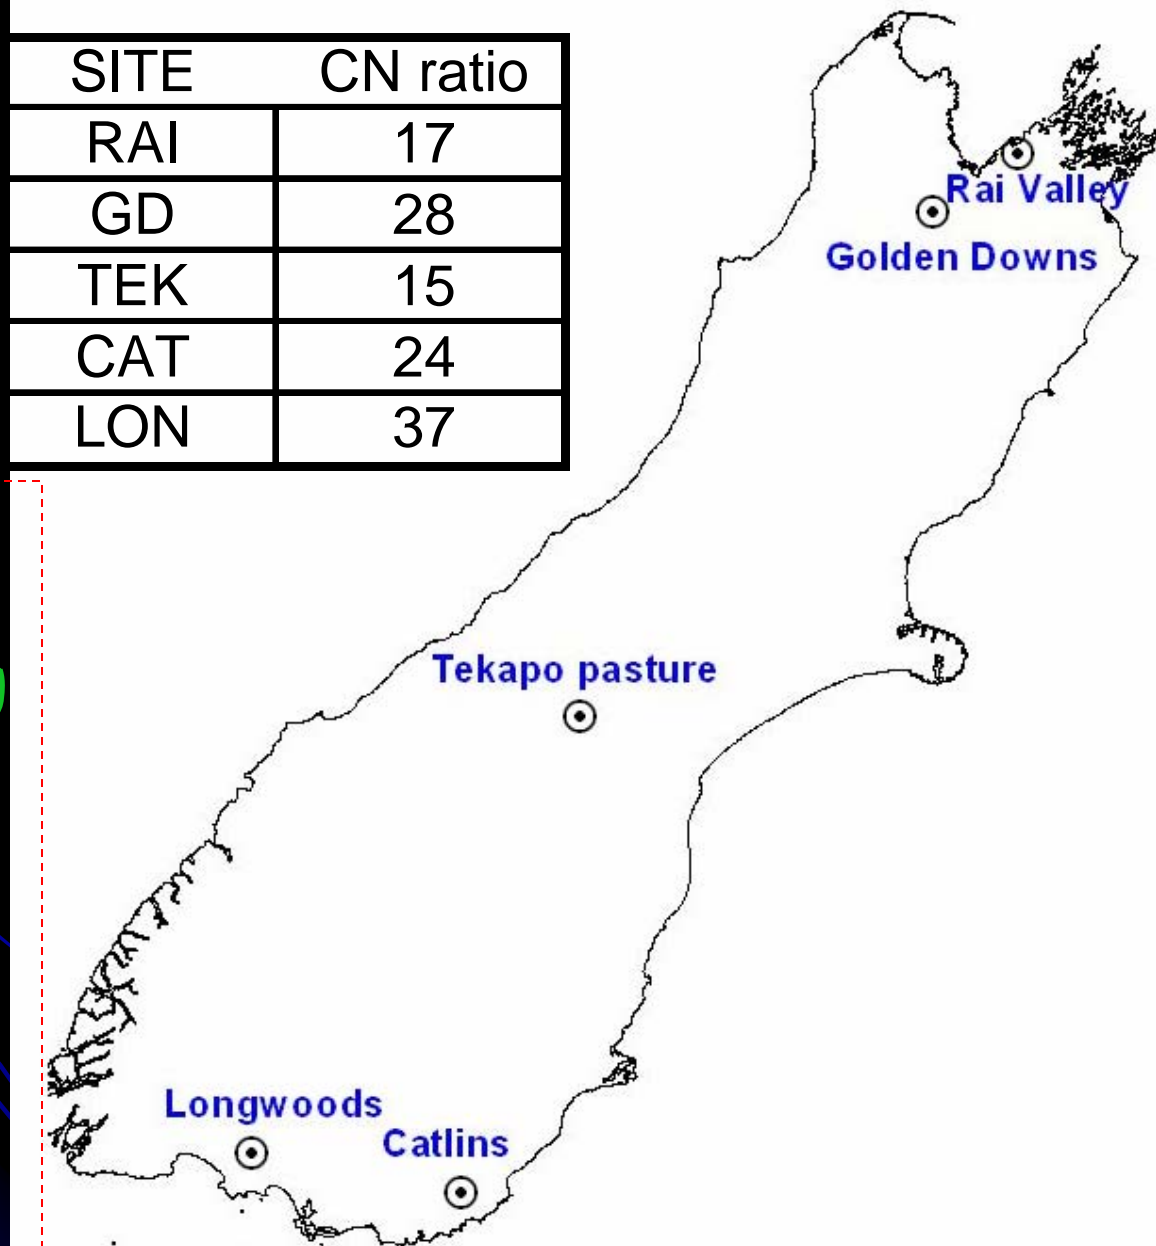 SITE CN ratio
RAI 17
GD 28
TEK 15
CAT 24
LON 37
Rai Valley
Golden Downs
Tekapo pasture
Longwoods
Catlins